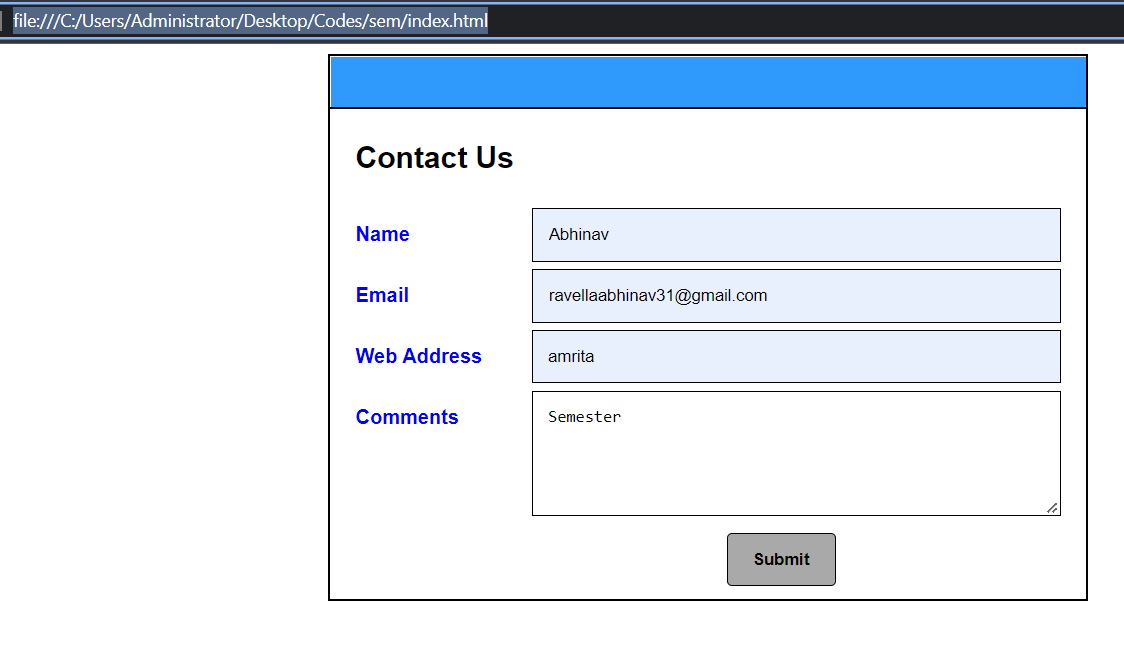 file:///C:/Users/Administrator/Desktop/Codes/sem/index.html
Contact Us
Name
Abhinav
Email
ravellaabhinav31@gmail.com
Web Address
amrita
Comments
Semester
Submit